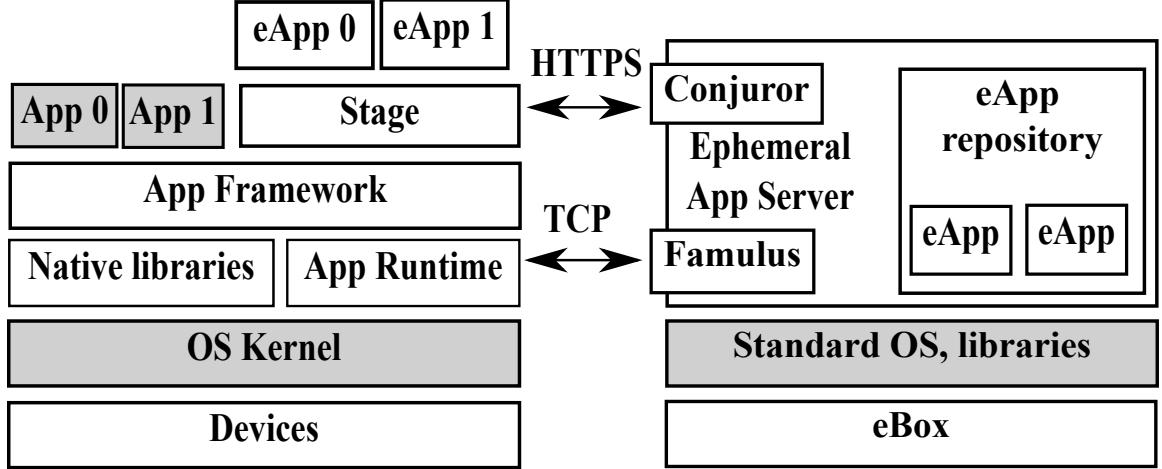 eApp 0
eApp 1
App 0
App 1
Stage
App Framework
Native libraries
App Runtime
OS Kernel
Devices
HTTPS
TCP
Conjuror
Ephemeral
App Server
Famulus
eApp
repository
eApp
eApp
Standard OS, libraries
eBox